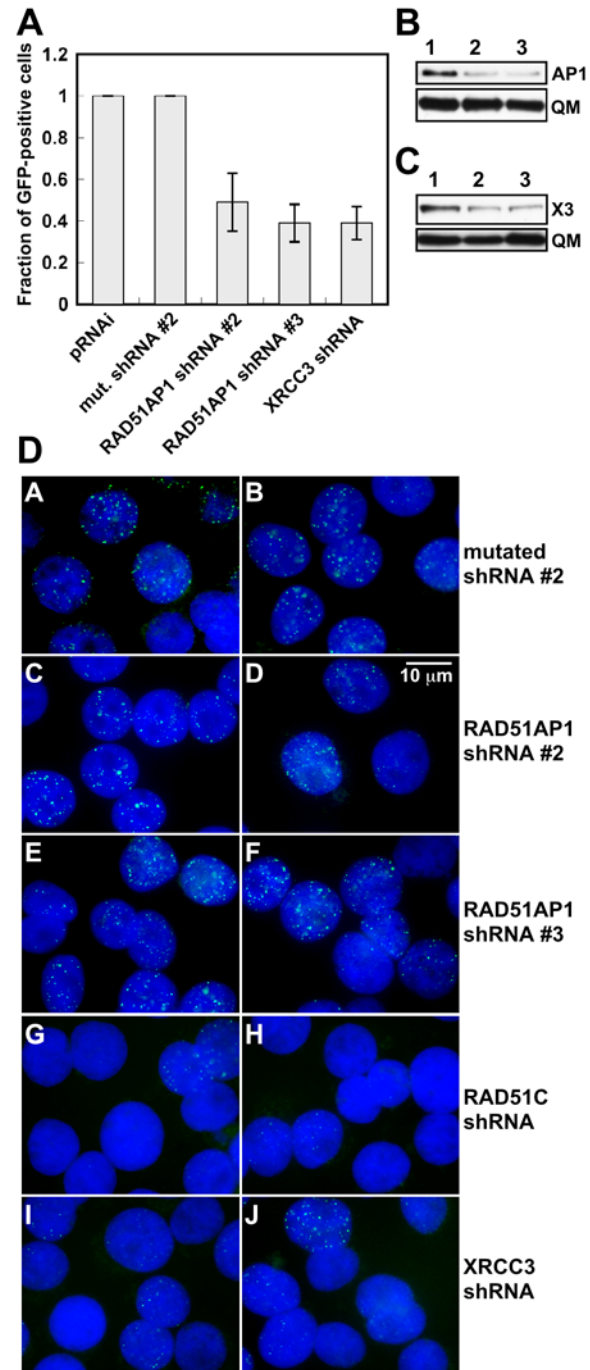 A
1.2
1
0.8
0.6
0.4
0.2
0
Fraction of GFP-positive cells
pRNAi
mut. shRNA #2
RAD51AP1 shRNA #2
RAD51AP1 shRNA #3
XRCC3 shRNA
B
1 2 3
AP1
QM
C
1 2 3
X3
QM
D
A B
mutated
shRNA #2
C D
10 µm
RAD51AP1
shRNA #2
E F
RAD51AP1
shRNA #3
G H
RAD51C
shRNA
I J
XRCC3
shRNA